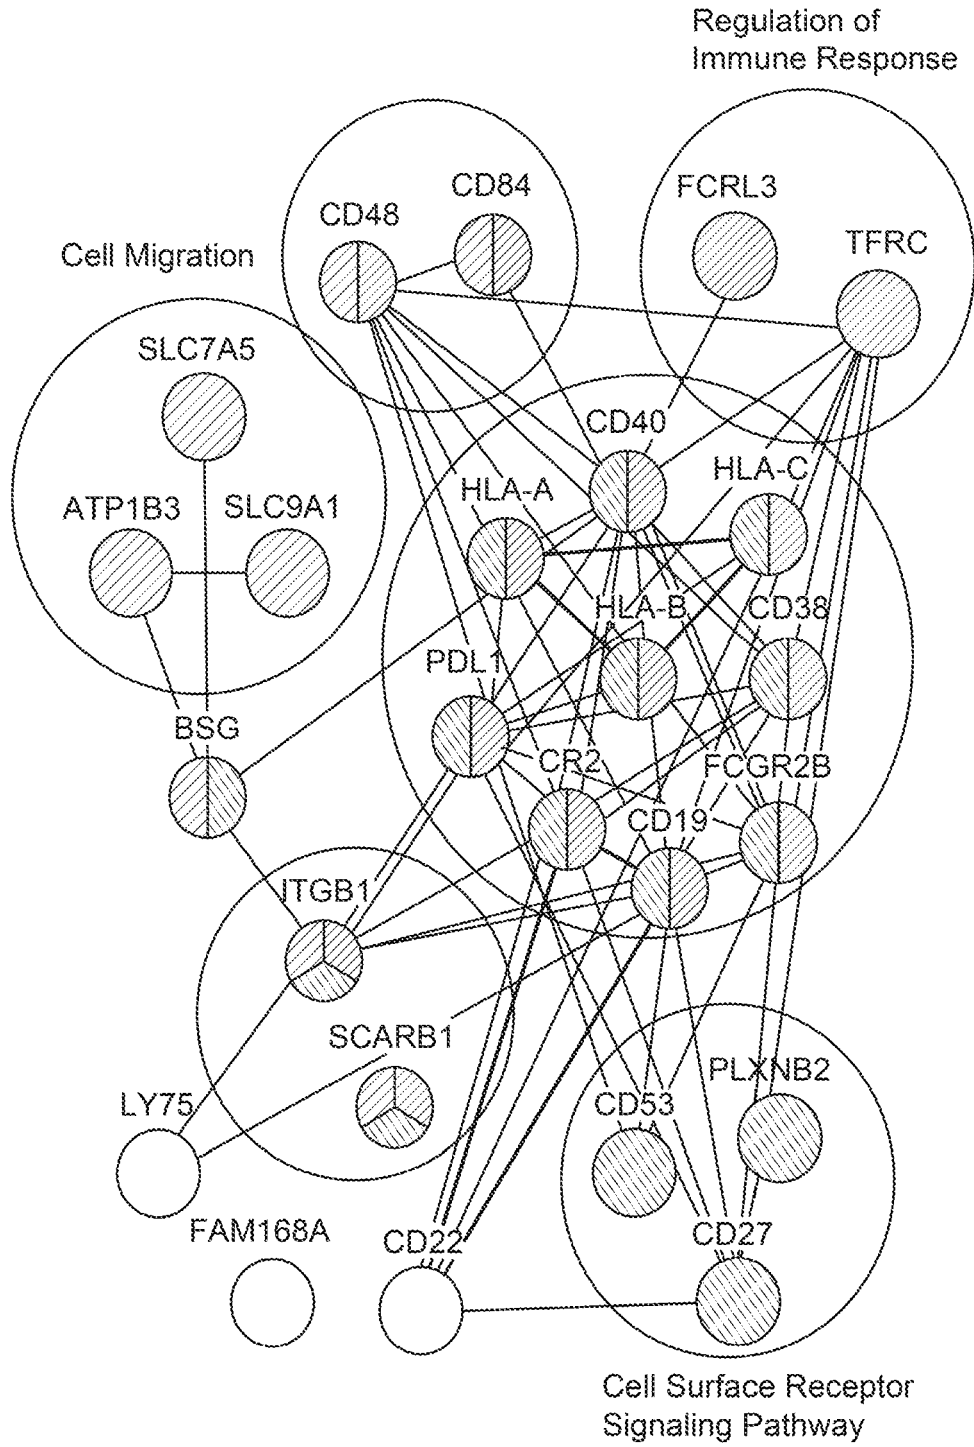 Regulation of
Immune Response
CD84
FCRL3
CD48
TFRC
Cell Migration
SLC7A5
CD40
HLA-C
HLA-A
ATP1B3
SLC9A1
HLA-B
CD38
PDL1
BSG
CR2
FCGR2B
CD19
ITGB1
SCARB1
PLXNB2
LY75
CD53
FAM168A
CD22
CD27
Cell Surface Receptor
Signaling Pathway